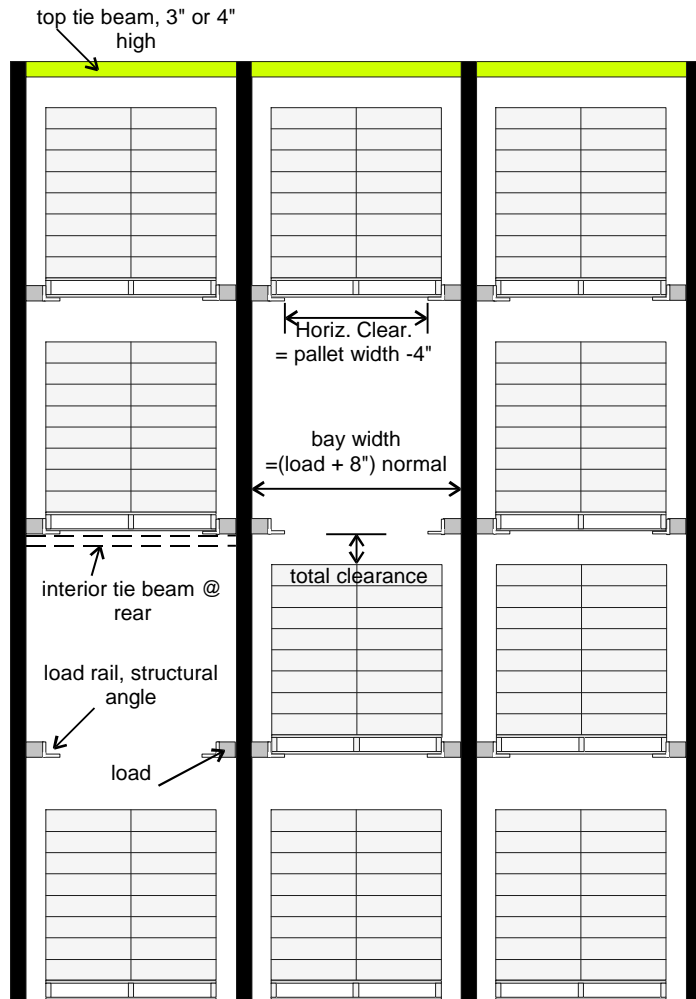 top tie beam, 3" or 4"
high
Horiz. Clear.
= pallet width -4"
bay width
=(load + 8") normal
total clearance
interior tie beam @
rear
load rail, structural
angle
load